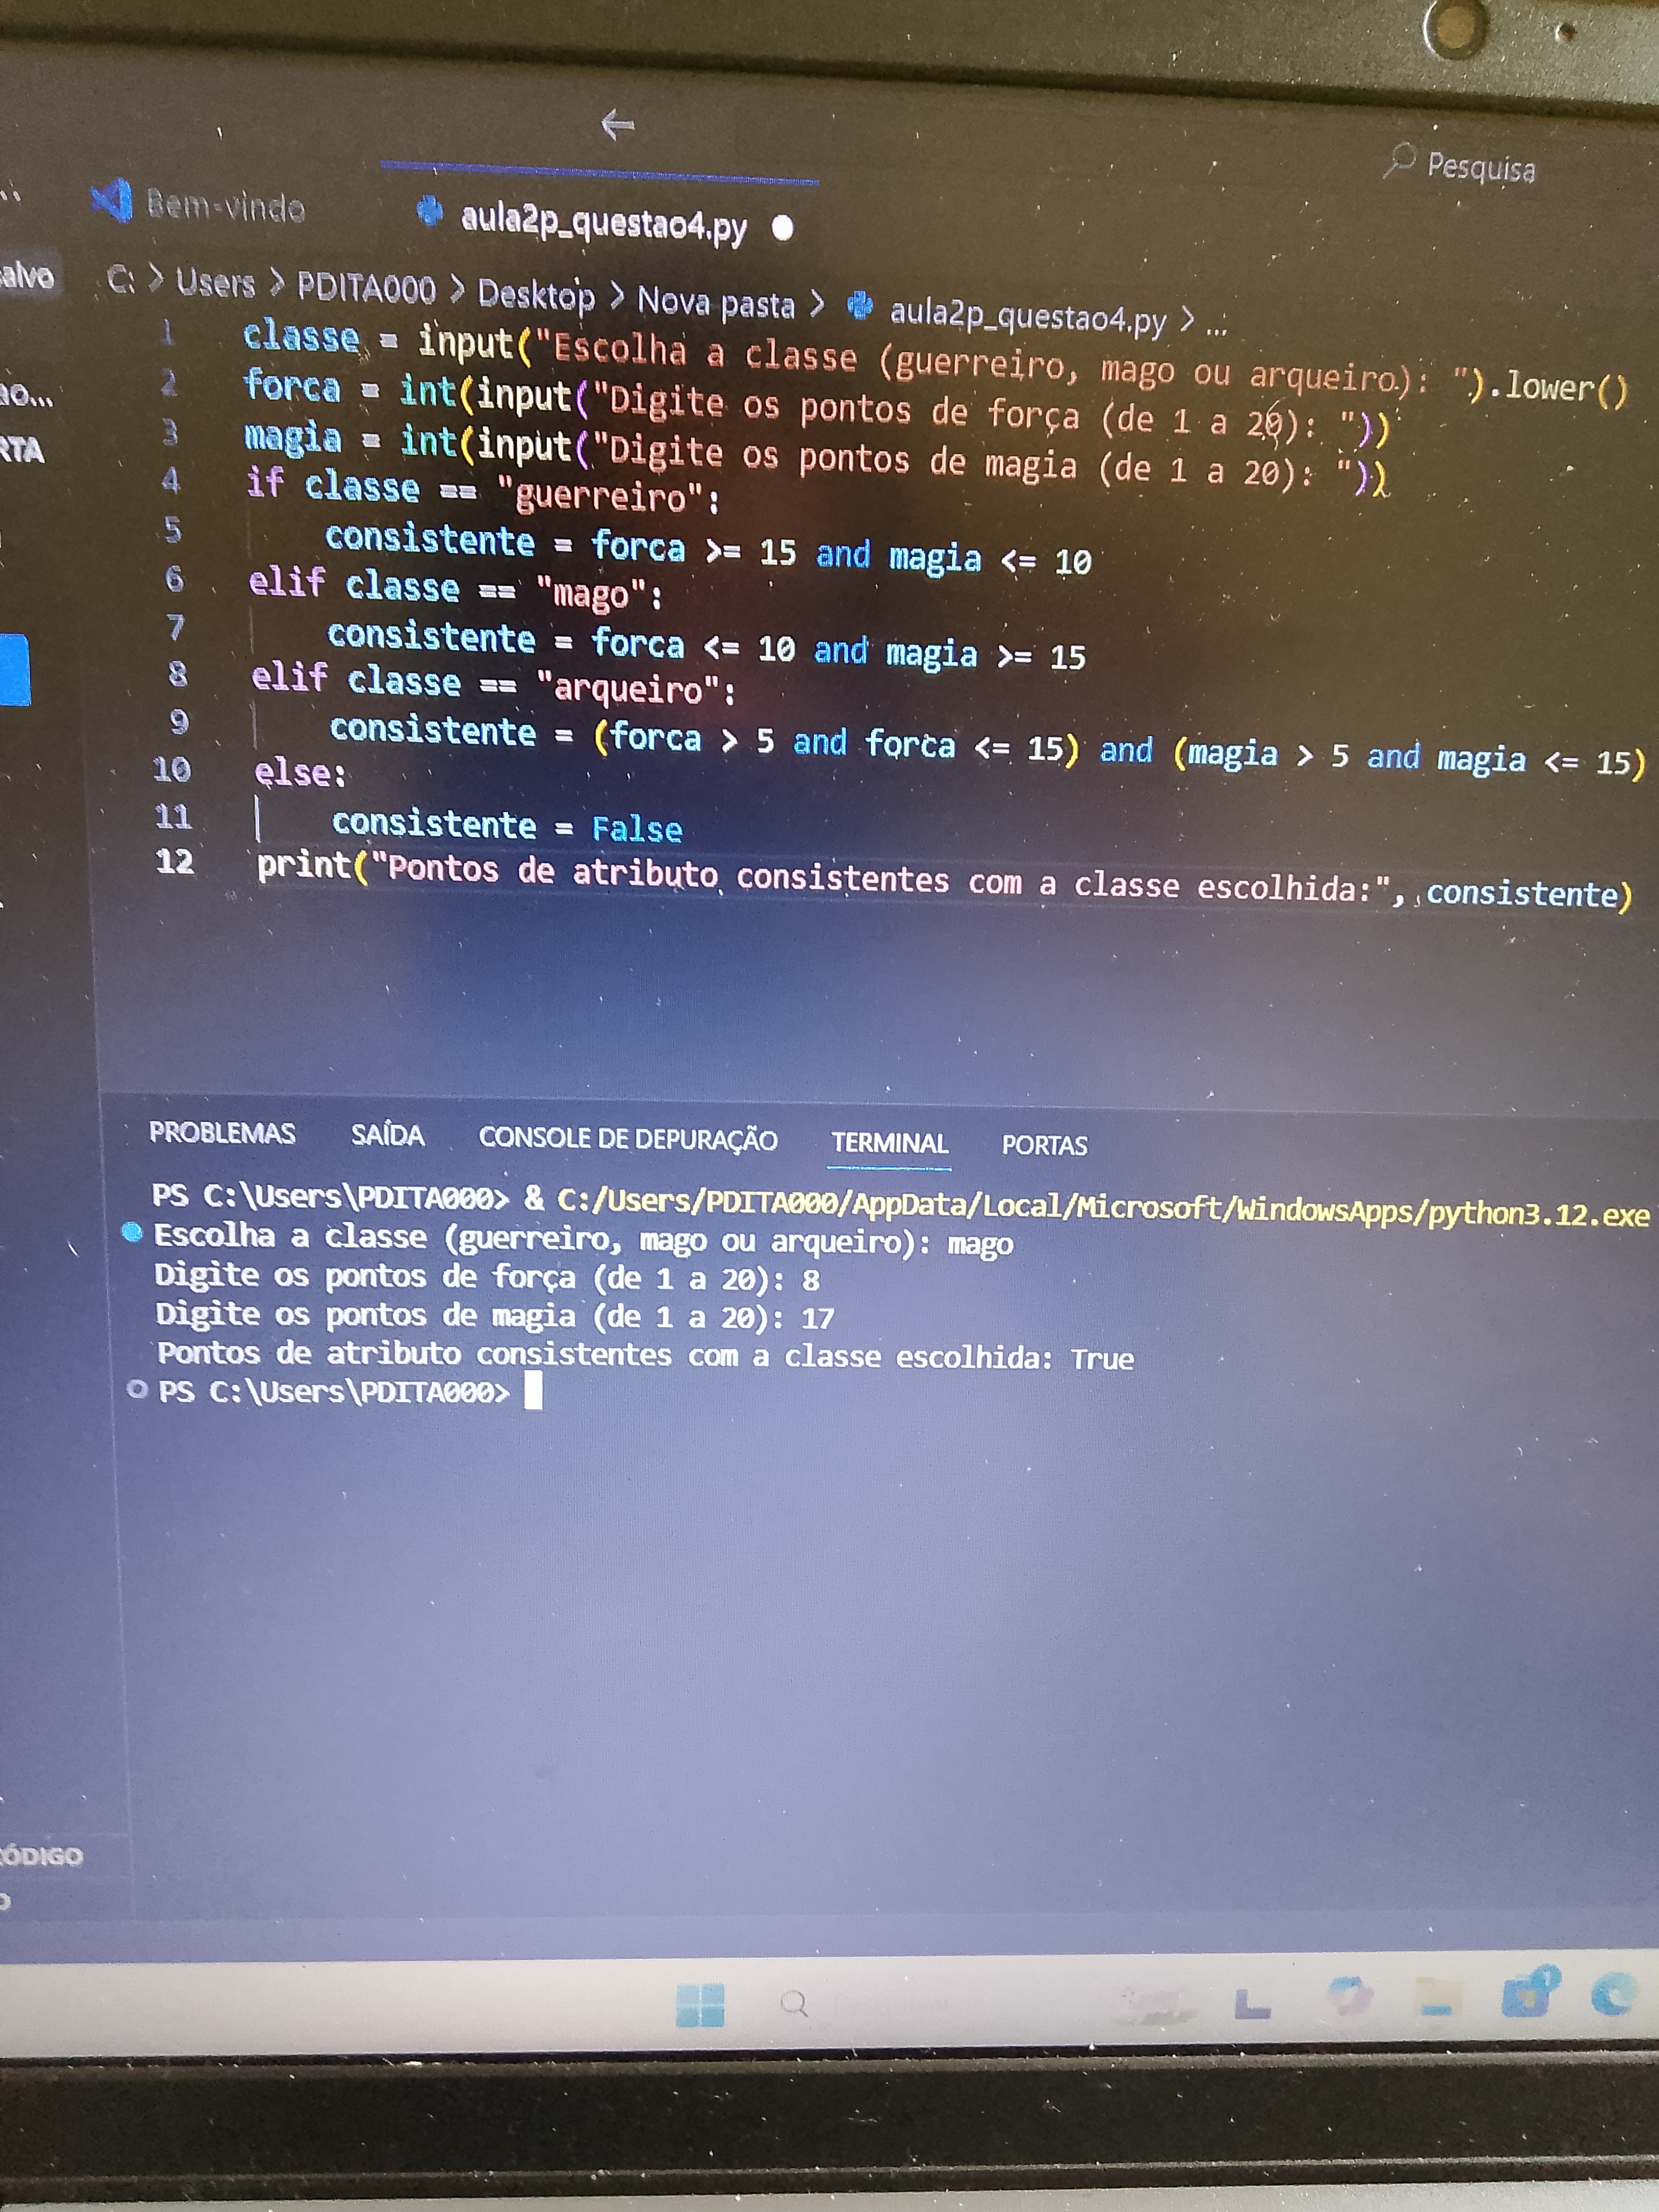 Pesquisa
Bem-vindo
aula2p_questao4.py
alvo
C: > Users > PDITA000 > Desktop > Nova pasta > aula2p_questao4.py > ...
1 classe = input("Escolha a classe (guerreiro, mago ou arqueiro): ").lower()
2 forca = int(input("Digite os pontos de força (de 1 a 20): "))
3 magia = int(input("Digite os pontos de magia (de 1 a 20): "))
4 if classe == "guerreiro":
5 consistente = forca >= 15 and magia <= 10
6 elif classe == "mago":
7 consistente = forca <= 10 and magia >= 15
8 elif classe == "arqueiro":
9 consistente = (forca > 5 and forca <= 15) and (magia > 5 and magia <= 15)
10 else:
11 consistente = False
12 print("Pontos de atributo consistentes com a classe escolhida:", consistente)
PROBLEMAS SAÍDA CONSOLE DE DEPURAÇÃO TERMINAL PORTAS
PS C:\Users\PDITA000> & C:/Users/PDITA000/AppData/Local/Microsoft/WindowsApps/python3.12.exe
Escolha a classe (guerreiro, mago ou arqueiro): mago
Digite os pontos de força (de 1 a 20): 8
Digite os pontos de magia (de 1 a 20): 17
Pontos de atributo consistentes com a classe escolhida: True
PS C:\Users\PDITA000>
ÓDIGO